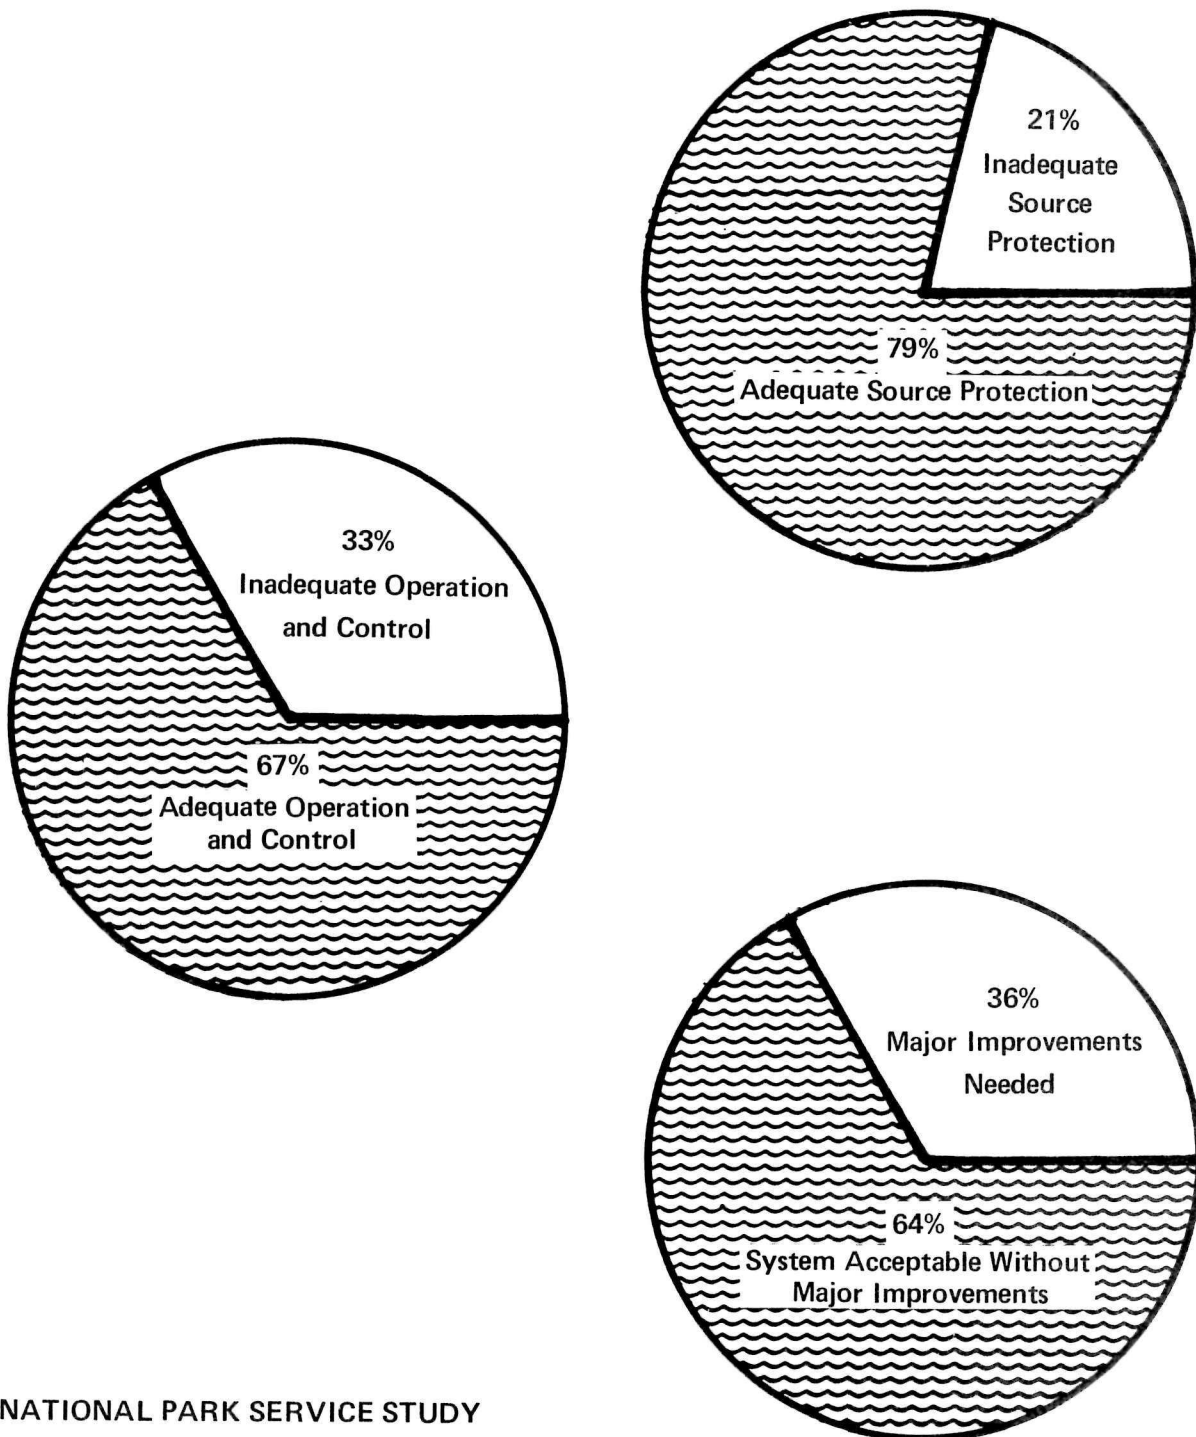 21%
Inadequate
Source
Protection
79%
Adequate Source Protection
33%
Inadequate Operation
and Control
67%
Adequate Operation
and Control
36%
Major Improvements
Needed
64%
System Acceptable Without
Major Improvements
NATIONAL PARK SERVICE STUDY